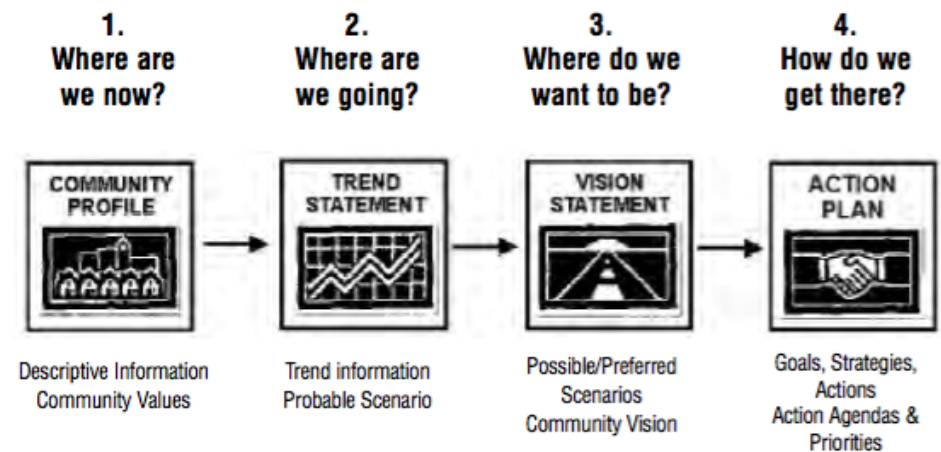 1.
Where are
we now?
2.
Where are
we going?
3.
Where do we
want to be?
4.
How do we
get there?
COMMUNITY
PROFILE
TREND
STATEMENT
VISION
STATEMENT
ACTION
PLAN
Descriptive Information
Community Values
Trend information
Probable Scenario
Possible/Preferred
Scenarios
Community Vision
Goals, Strategies,
Actions
Action Agendas &
Priorities